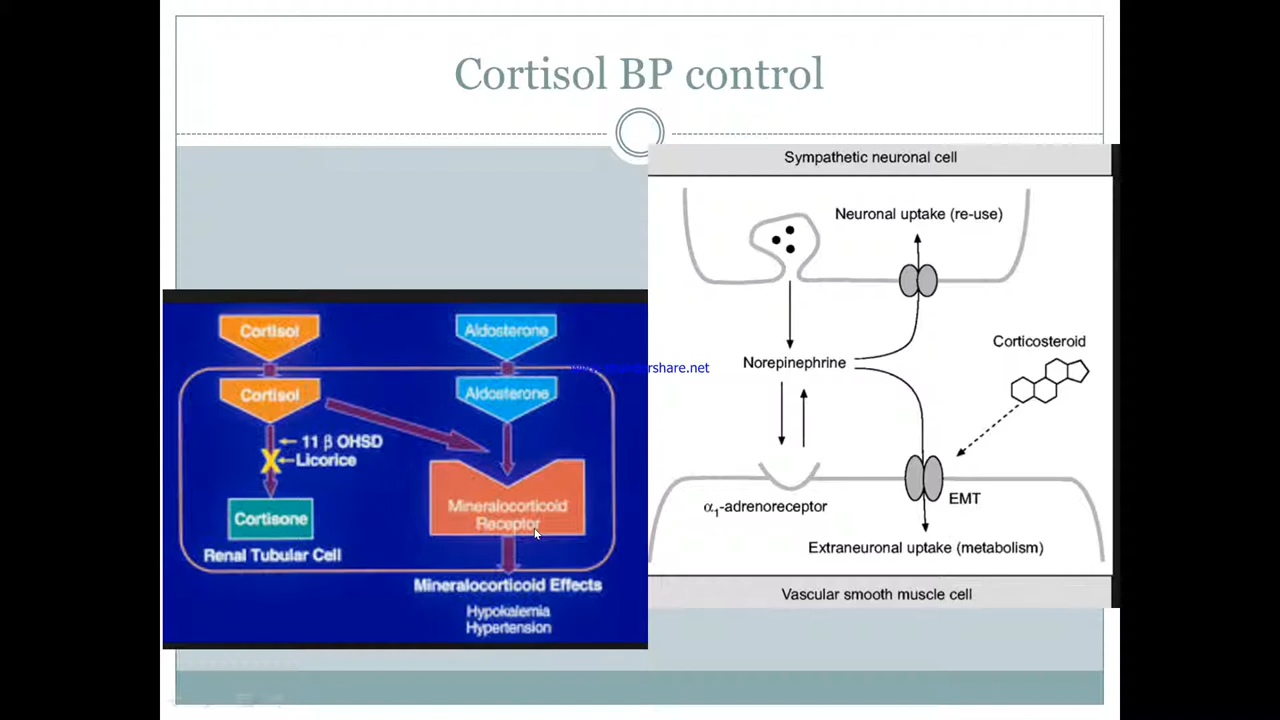 Cortisol BP control
Cortisol
Aldosterone
Cortisol
Aldosterone
11 β OHSD
Licorice
Cortisone
Mineralocorticoid
Receptor
Renal Tubular Cell
Mineralocorticoid Effects
Hypokalemia
Hypertension
Sympathetic neuronal cell
Neuronal uptake (re-use)
Norepinephrine
Corticosteroid
α1-adrenoreceptor
EMT
Extraneuronal uptake (metabolism)
Vascular smooth muscle cell